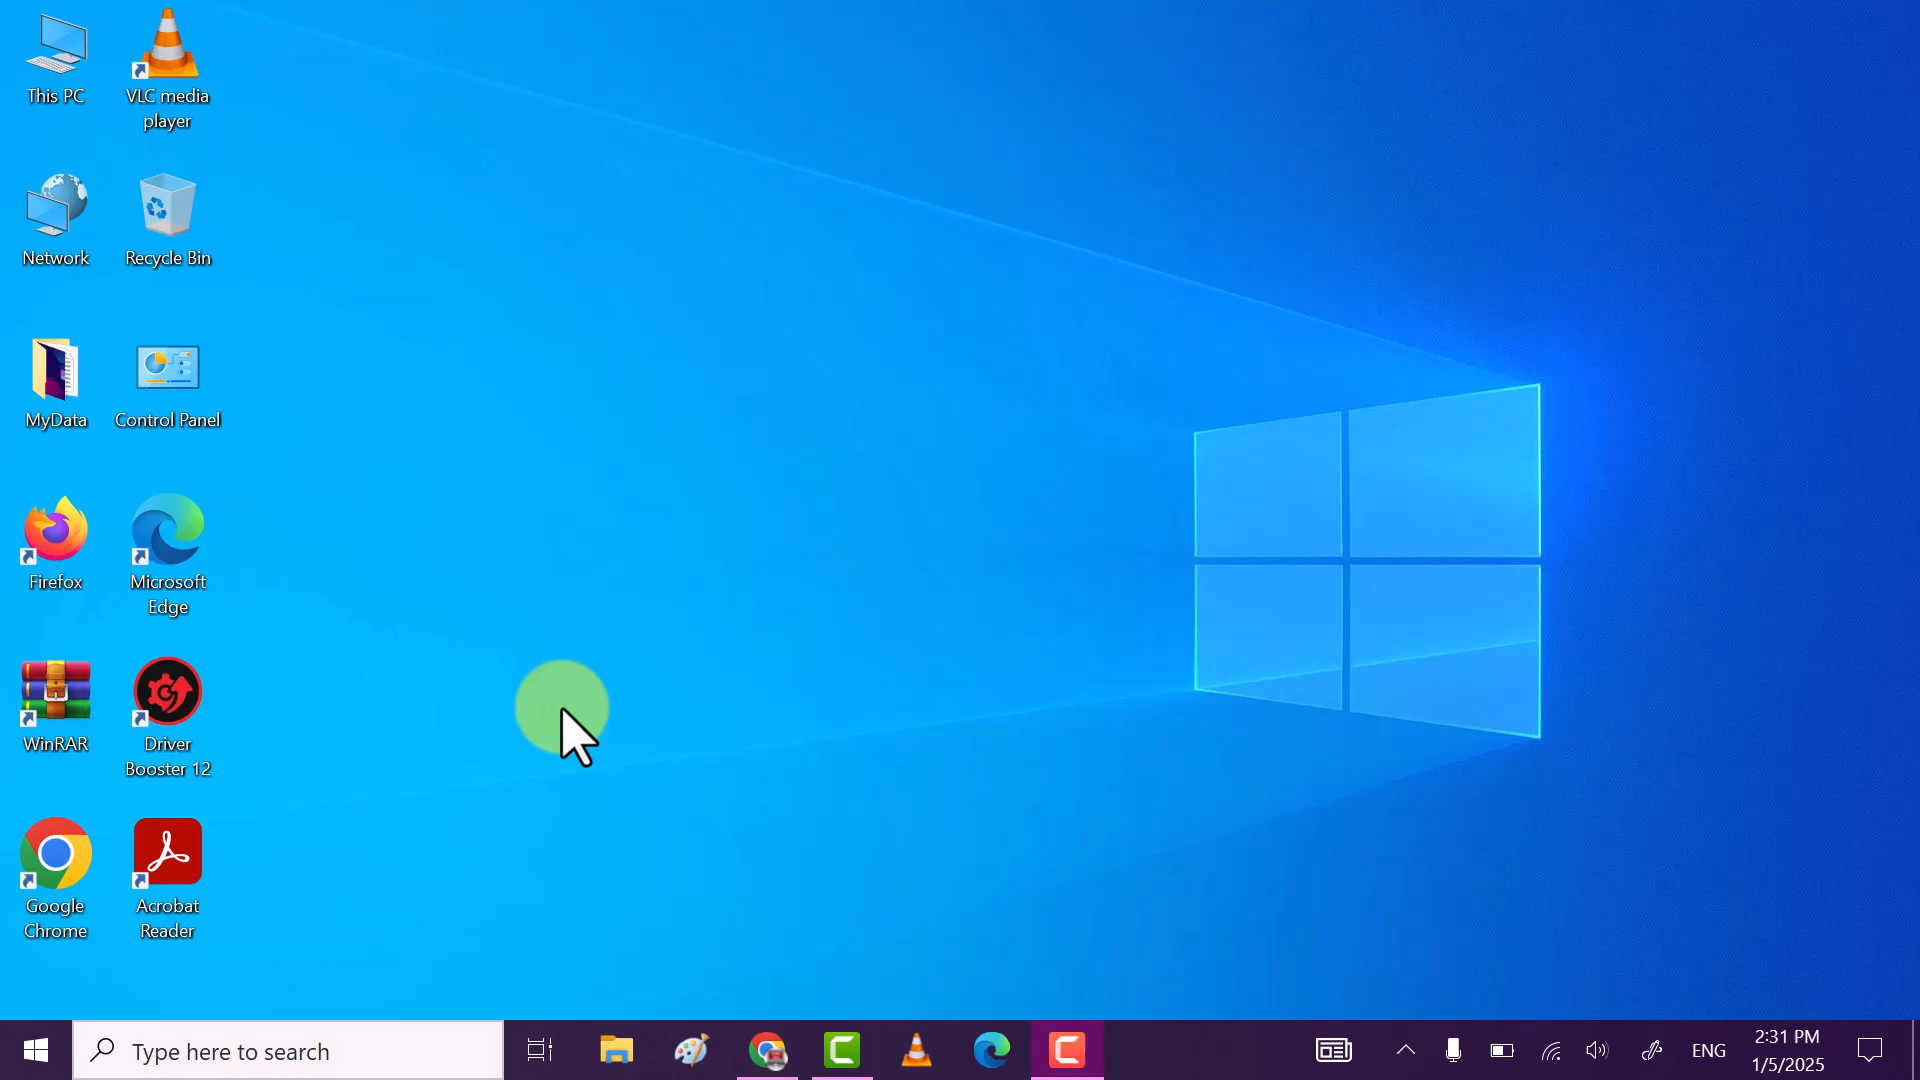 This PC
VLC media
player
Network
Recycle Bin
MyData
Control Panel
Firefox
Microsoft
Edge
WinRAR
Driver
Booster 12
Google
Chrome
Acrobat
Reader
Type here to search
ENG
2:31 PM
1/5/2025